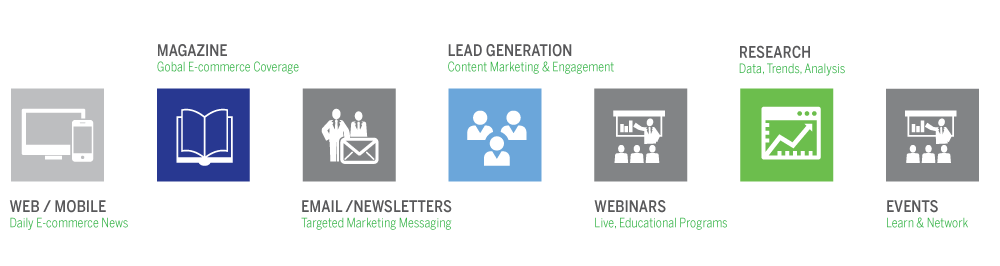 MAGAZINE
Gobal E-commerce Coverage
LEAD GENERATION
Content Marketing & Engagement
RESEARCH
Data, Trends, Analysis
WEB / MOBILE
Daily E-commerce News
EMAIL /NEWSLETTERS
Targeted Marketing Messaging
WEBINARS
Live, Educational Programs
EVENTS
Learn & Network